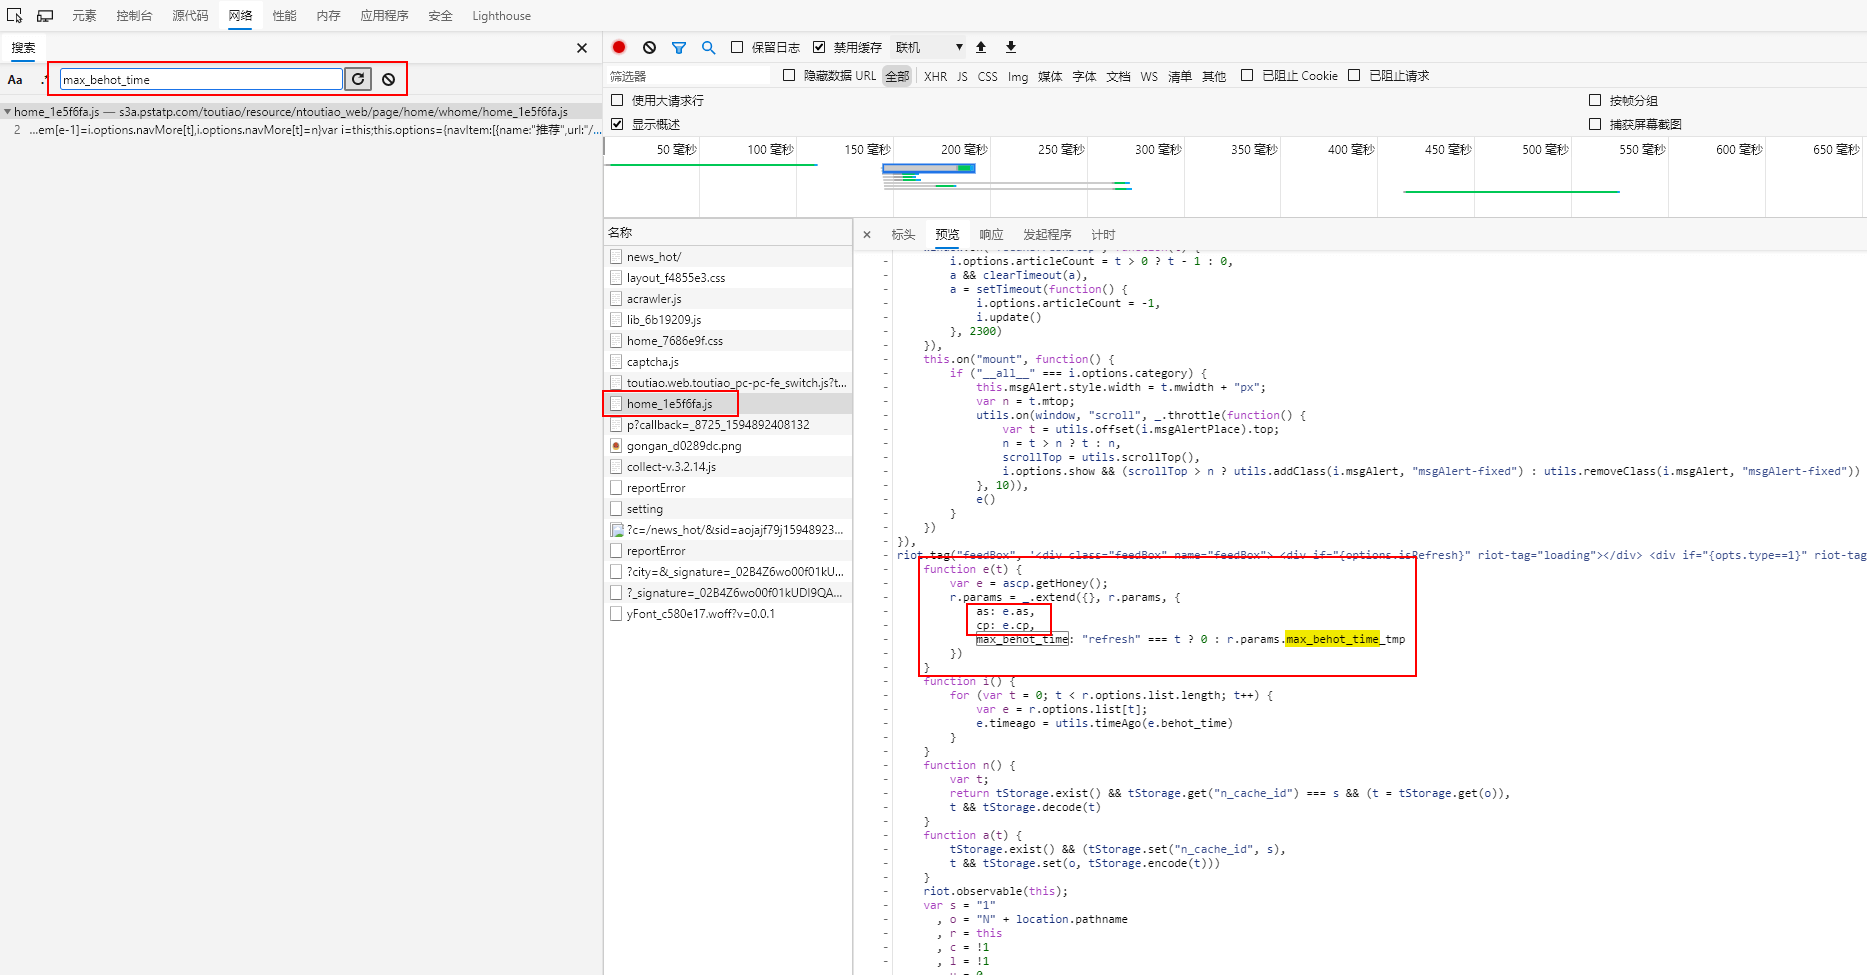 元素 控制台 源代码 网络 性能 内存 应用程序 安全 Lighthouse
搜索
Aa .* max_behot_time
home_1e5f6fa.js — s3a.pstatp.com/toutiao/resource/ntoutiao_web/page/home/whome/home_1e5f6fa.js
2 ...em[e-1]=i.options.navMore[t],i.options.navMore[t]=n}var i=this;this.options={navItem:[{name:"推荐",url:"/...
保留日志 禁用缓存 联机
筛选器 隐藏数据 URL 全部 XHR JS CSS Img 媒体 字体 文档 WS 清单 其他 已阻止 Cookie 已阻止请求
使用大请求行 按帧分组
显示概述 捕获屏幕截图
50 毫秒 100 毫秒 150 毫秒 200 毫秒 250 毫秒 300 毫秒 350 毫秒 400 毫秒 450 毫秒 500 毫秒 550 毫秒 600 毫秒 650 毫秒
名称
news_hot/
layout_f4855e3.css
acrawler.js
lib_6b19209.js
home_7686e9f.css
captcha.js
toutiao.web.toutiao_pc-pc-fe_switch.js?t...
home_1e5f6fa.js
p?callback=_8725_1594892408132
gongan_d0289dc.png
collect-v.3.2.14.js
reportError
setting
?c=/news_hot/&sid=aojajf79j15948923...
reportError
?city=&_signature=_02B4Z6wo00f01kU...
?_signature=_02B4Z6wo00f01kUDI9QA...
yFont_c580e17.woff?v=0.0.1
× 标头 预览 响应 发起程序 计时
i.options.articleCount = t > 0 ? t - 1 : 0,
a && clearTimeout(a),
a = setTimeout(function() {
i.options.articleCount = -1,
i.update()
}, 2300)
}),
this.on("mount", function() {
if ("__all__" === i.options.category) {
this.msgAlert.style.width = t.mwidth + "px";
var n = t.mtop;
utils.on(window, "scroll", _.throttle(function() {
var t = utils.offset(i.msgAlertPlace).top;
n = t > n ? t : n,
scrollTop = utils.scrollTop(),
i.options.show && (scrollTop > n ? utils.addClass(i.msgAlert, "msgAlert-fixed") : utils.removeClass(i.msgAlert, "msgAlert-fixed"))
}, 10)),
e()
}
})
}),
riot.tag("feedBox", '<div class="feedBox" name="feedBox"> <div if="{options.isRefresh}" riot-tag="loading"></div> <div if="{opts.type==1}" riot-tag
function e(t) {
var e = ascp.getHoney();
r.params = _.extend({}, r.params, {
as: e.as,
cp: e.cp,
max_behot_time: "refresh" === t ? 0 : r.params.max_behot_time_tmp
})
}
function i() {
for (var t = 0; t < r.options.list.length; t++) {
var e = r.options.list[t];
e.timeago = utils.timeAgo(e.behot_time)
}
}
function n() {
var t;
return tStorage.exist() && tStorage.get("n_cache_id") === s && (t = tStorage.get(o)),
t && tStorage.decode(t)
}
function a(t) {
tStorage.exist() && (tStorage.set("n_cache_id", s),
t && tStorage.set(o, tStorage.encode(t)))
}
riot.observable(this);
var s = "1"
, o = "N" + location.pathname
, r = this
, c = !1
, l = !1